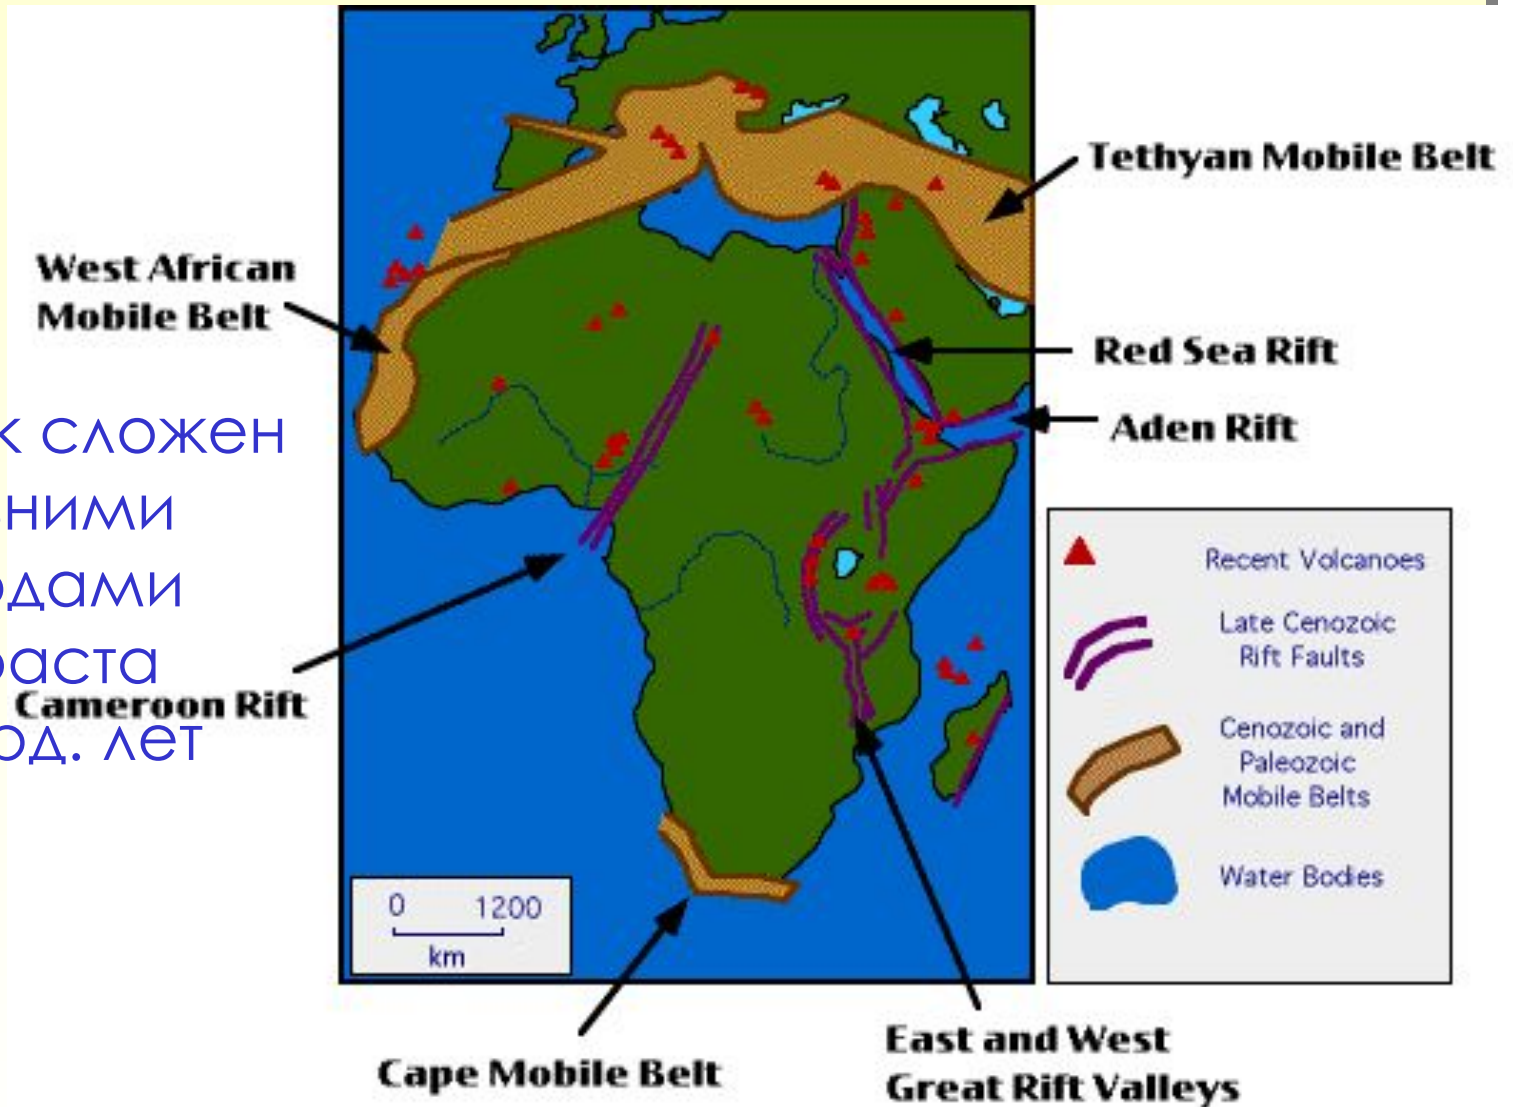 Tethyan Mobile Belt
West African
Mobile Belt
Red Sea Rift
Aden Rift
к сложен
ними
дами
раста
Cameroon Rift
рд. лет
Recent Volcanoes
Late Cenozoic
Rift Faults
Cenozoic and
Paleozoic
Mobile Belts
Water Bodies
0 1200
km
Cape Mobile Belt
East and West
Great Rift Valleys